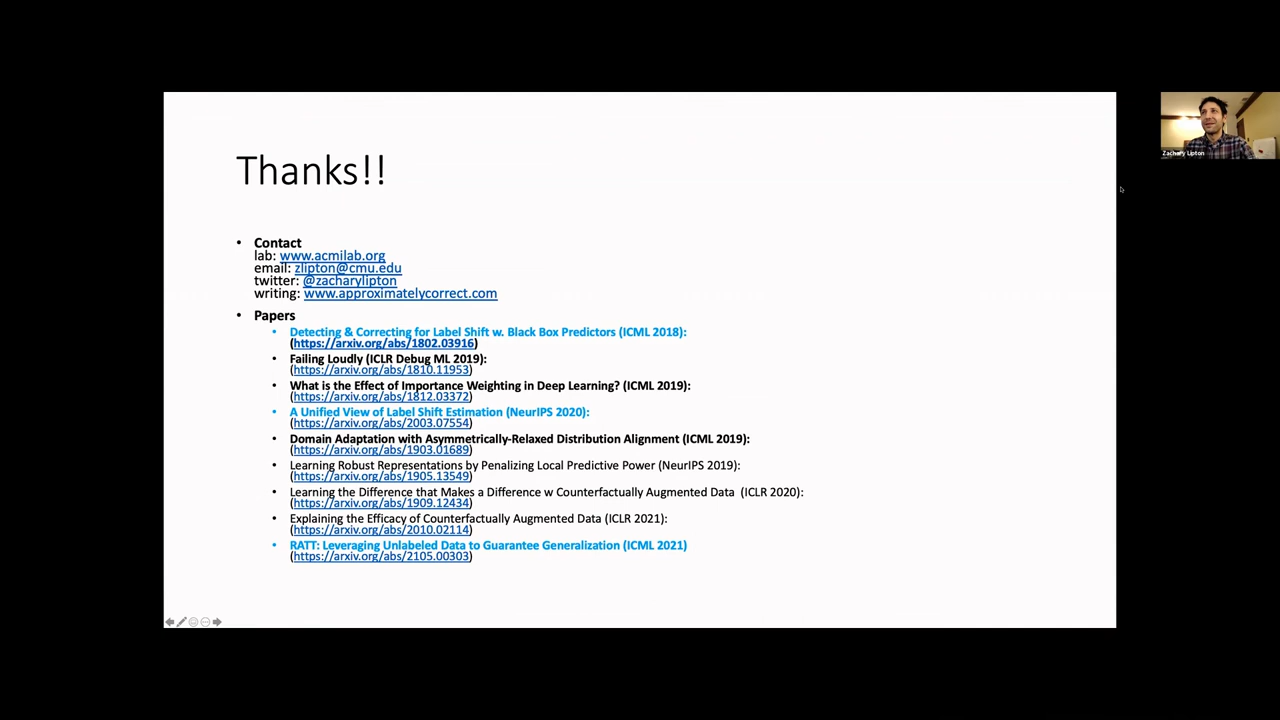 Thanks!!
Zachary Lipton
• Contact
lab: www.acmilab.org
email: zlipton@cmu.edu
twitter: @zacharylipton
writing: www.approximatelycorrect.com
• Papers
• Detecting & Correcting for Label Shift w. Black Box Predictors (ICML 2018):
(https://arxiv.org/abs/1802.03916)
• Failing Loudly (ICLR Debug ML 2019):
(https://arxiv.org/abs/1810.11953)
• What is the Effect of Importance Weighting in Deep Learning? (ICML 2019):
(https://arxiv.org/abs/1812.03372)
• A Unified View of Label Shift Estimation (NeurIPS 2020):
(https://arxiv.org/abs/2003.07554)
• Domain Adaptation with Asymmetrically-Relaxed Distribution Alignment (ICML 2019):
(https://arxiv.org/abs/1903.01689)
• Learning Robust Representations by Penalizing Local Predictive Power (NeurIPS 2019):
(https://arxiv.org/abs/1905.13549)
• Learning the Difference that Makes a Difference w Counterfactually Augmented Data (ICLR 2020):
(https://arxiv.org/abs/1909.12434)
• Explaining the Efficacy of Counterfactually Augmented Data (ICLR 2021):
(https://arxiv.org/abs/2010.02114)
• RATT: Leveraging Unlabeled Data to Guarantee Generalization (ICML 2021)
(https://arxiv.org/abs/2105.00303)